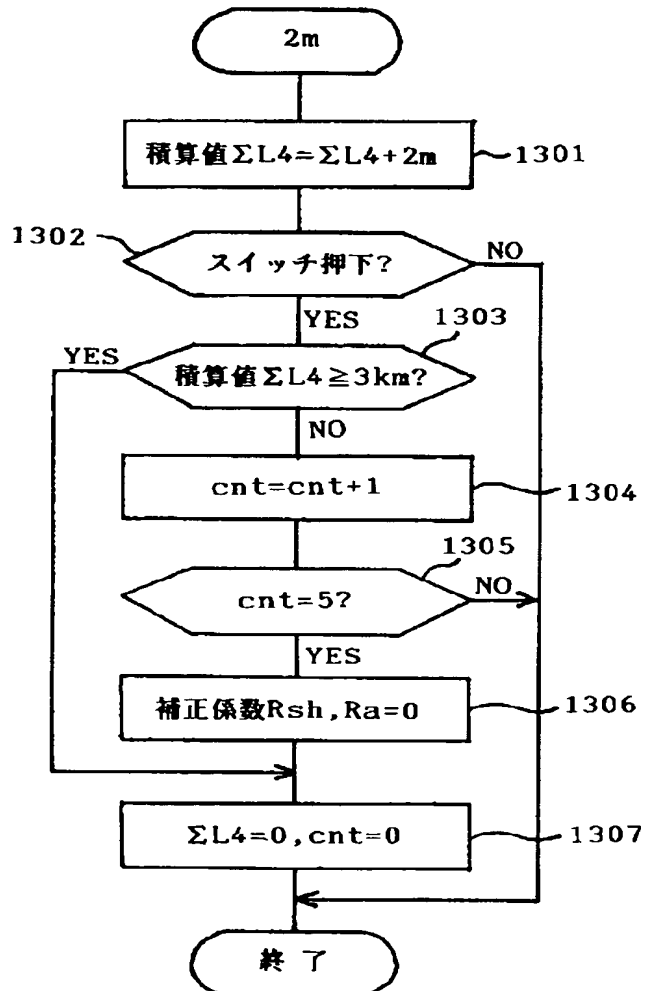 2m
積算値ΣL4=ΣL4+2m
1301
1302
スイッチ押下?
NO
YES
1303
YES
積算値ΣL4≧3km?
NO
cnt=cnt+1
1304
1305
cnt=5?
NO
YES
補正係数Rsh,Ra=0
1306
ΣL4=0,cnt=0
1307
終了